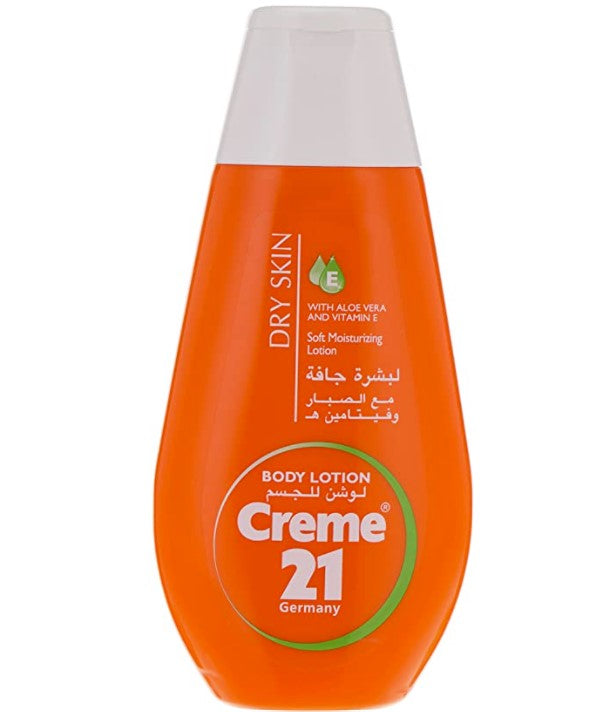 DRY SKIN
E
WITH ALOE VERA
AND VITAMIN E
Soft Moisturizing
Lotion
لبشرة جافة
مع الصبار
وفيتامين هـ
BODY LOTION
لوشن للجسم
Creme®
21
Germany